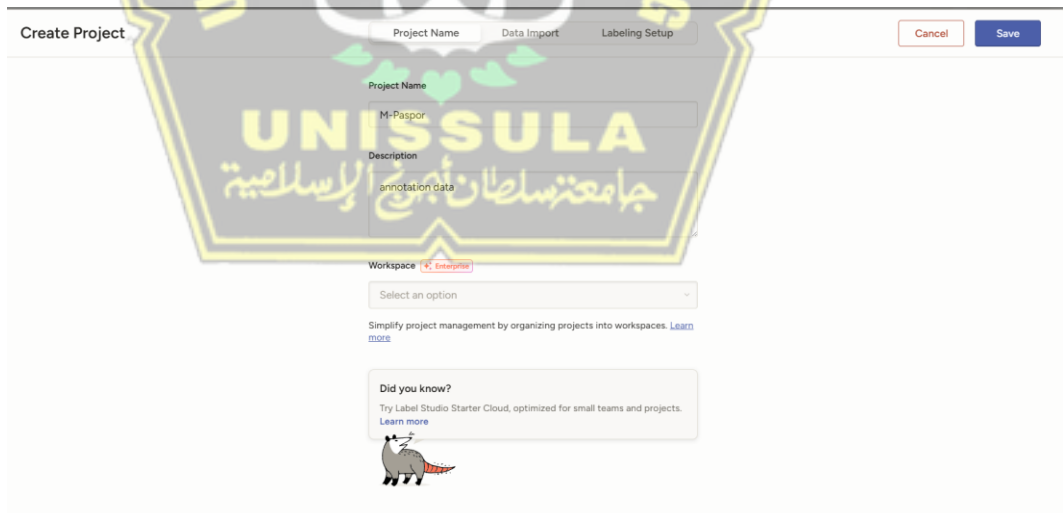 Create Project
Project Name
Data Import
Labeling Setup
Cancel
Save
Project Name
M-Paspor
UNISSULA
Description
annotation data
جامعة سلطان أجونج الإسلامية
Workspace Enterprise
Select an option
Simplify project management by organizing projects into workspaces. Learn
more
Did you know?
Try Label Studio Starter Cloud, optimized for small teams and projects.
Learn more